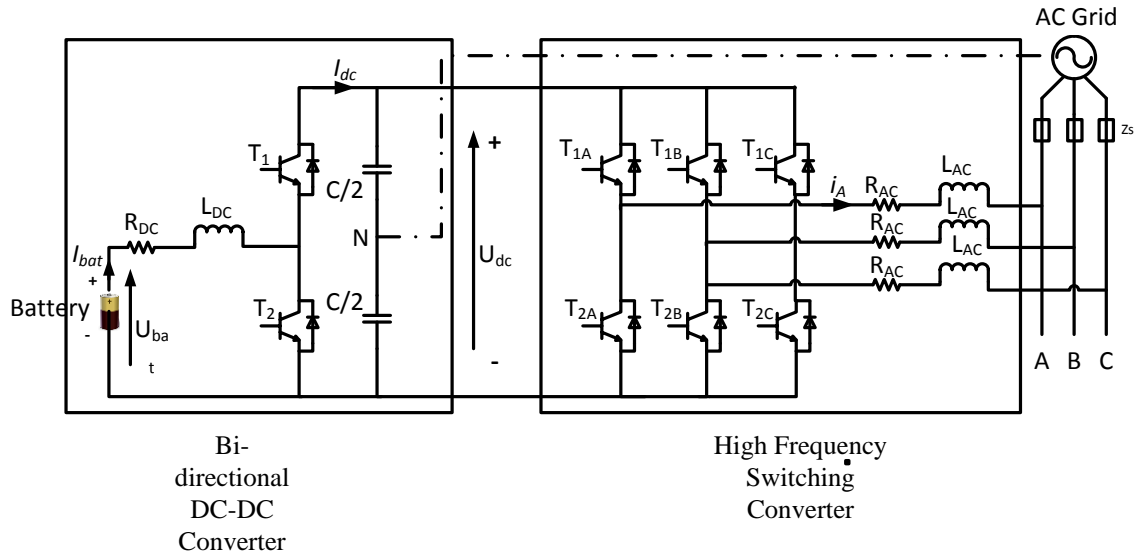 AC Grid
I_dc
T_1
C/2
L_DC
R_DC
N
I_bat
+
+
Battery
-
U_ba
t
T_2
C/2
+
U_dc
-
T_1A
T_1B
T_1C
i_A
R_AC
L_AC
R_AC
L_AC
R_AC
L_AC
Zs
T_2A
T_2B
T_2C
A B C
Bi-
directional
DC-DC
Converter
High Frequency
Switching
Converter